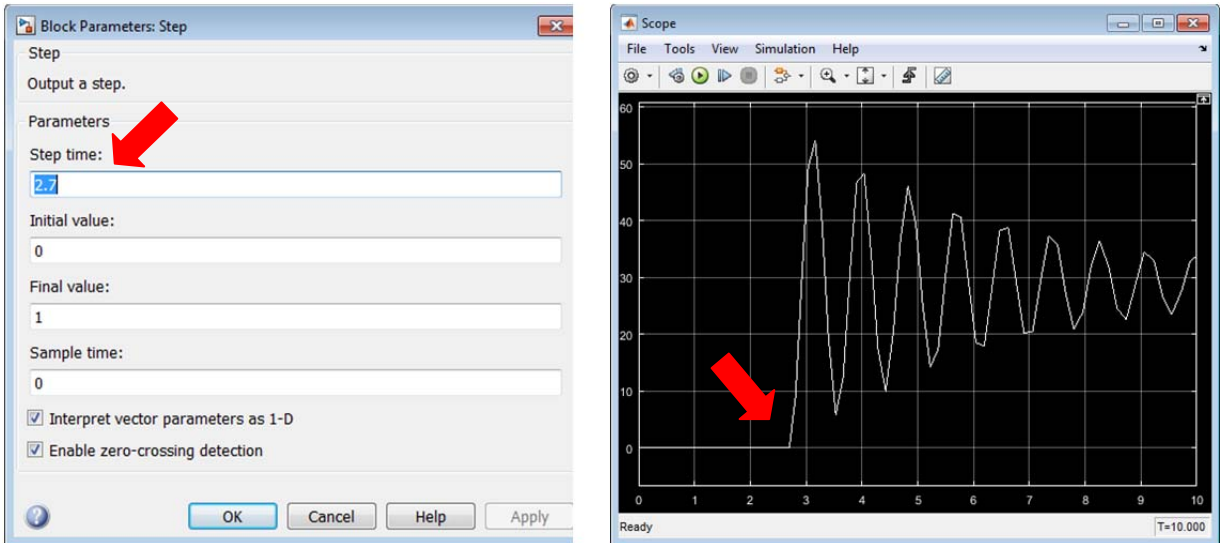 Block Parameters: Step
Step
Output a step.
Parameters
Step time:
2.7
Initial value:
0
Final value:
1
Sample time:
0
Interpret vector parameters as 1-D
Enable zero-crossing detection
OK Cancel Help Apply
Scope
File Tools View Simulation Help
60
50
40
30
20
10
0
0 1 2 3 4 5 6 7 8 9 10
Ready T=10.000